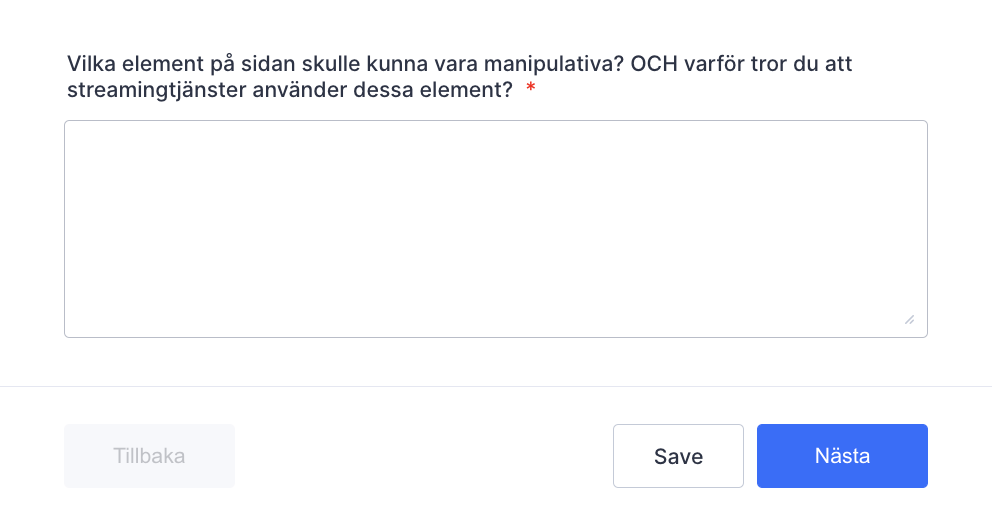 Vilka element på sidan skulle kunna vara manipulativa? OCH varför tror du att
streamingtjänster använder dessa element? *
Tillbaka
Save
Nästa